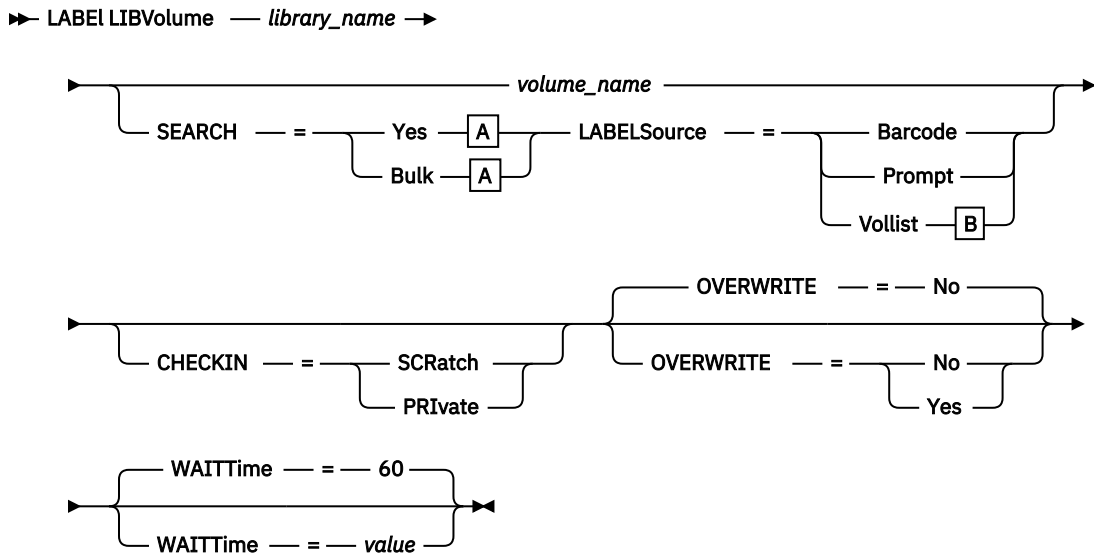 LABEl LIBVolume library_name
volume_name
SEARCH = Yes A LABELSource = Barcode
Bulk A Prompt
Vollist B
OVERWRITE = No
CHECKIN = SCRatch OVERWRITE = No
PRIvate Yes
WAITTime = 60
WAITTime = value